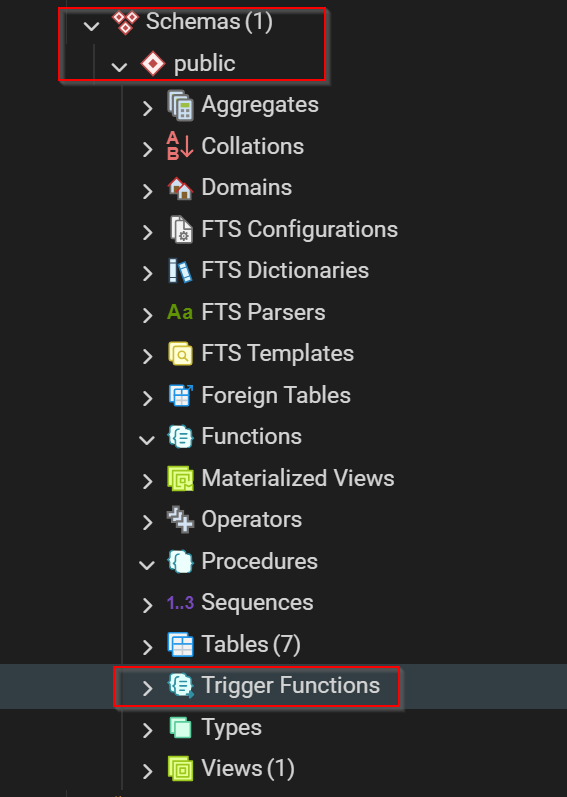 Schemas (1)
public
Aggregates
A
B
Collations
Domains
FTS Configurations
FTS Dictionaries
Aa FTS Parsers
FTS Templates
Foreign Tables
Functions
Materialized Views
Operators
Procedures
1..3 Sequences
Tables (7)
Trigger Functions
Types
Views (1)